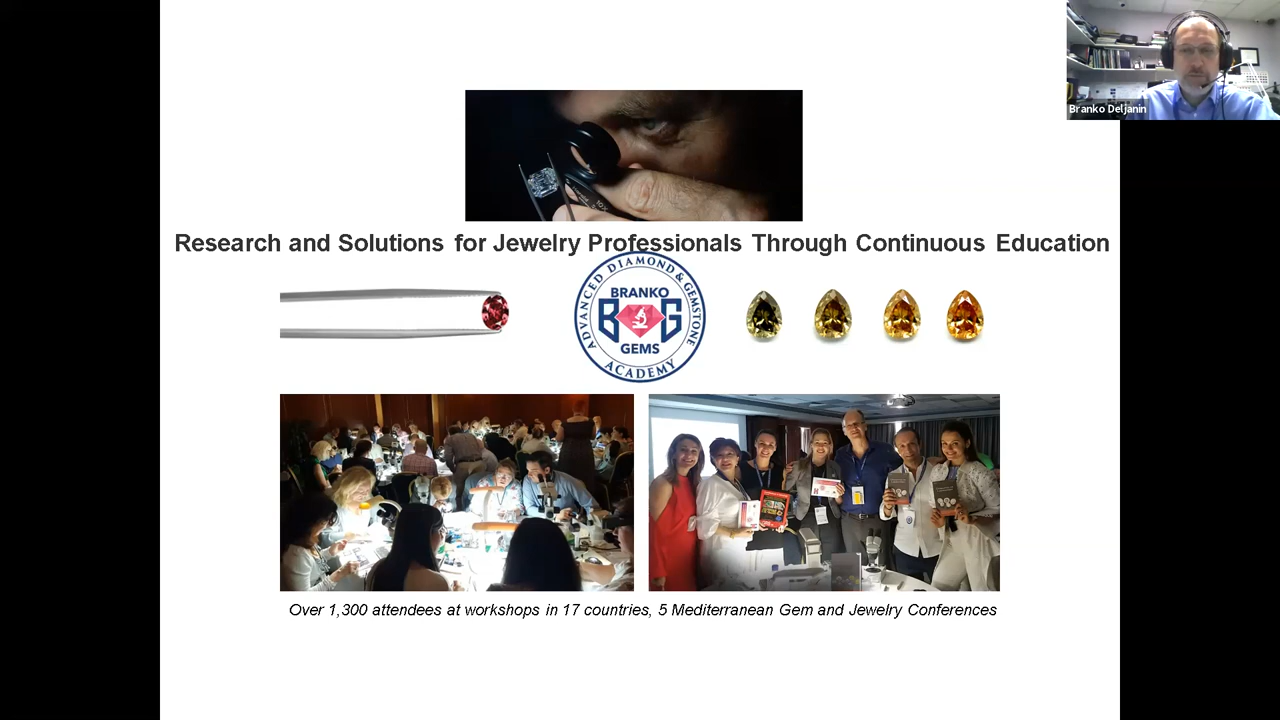 Branko Deljanin
10X
Research and Solutions for Jewelry Professionals Through Continuous Education
ADVANCED DIAMOND & GEMSTONE
BRANKO
B G
GEMS
ACADEMY
Over 1,300 attendees at workshops in 17 countries, 5 Mediterranean Gem and Jewelry Conferences